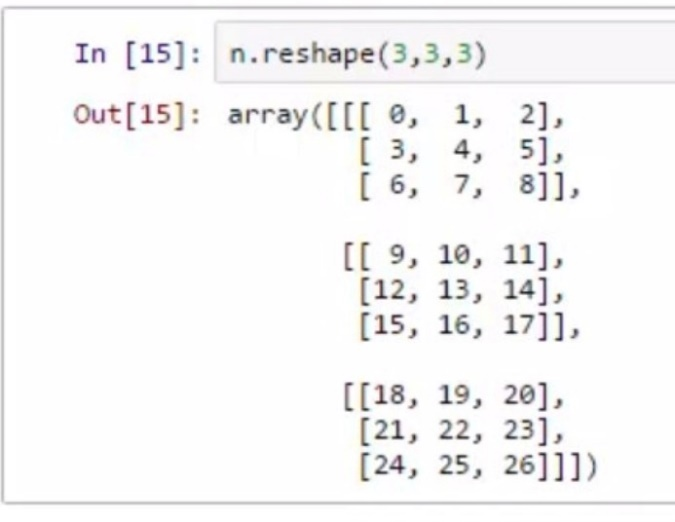 In [15]: n.reshape(3,3,3)
Out[15]: array([[[ 0,  1,  2],
                 [ 3,  4,  5],
                 [ 6,  7,  8]],

                [[ 9, 10, 11],
                 [12, 13, 14],
                 [15, 16, 17]],

                [[18, 19, 20],
                 [21, 22, 23],
                 [24, 25, 26]]])